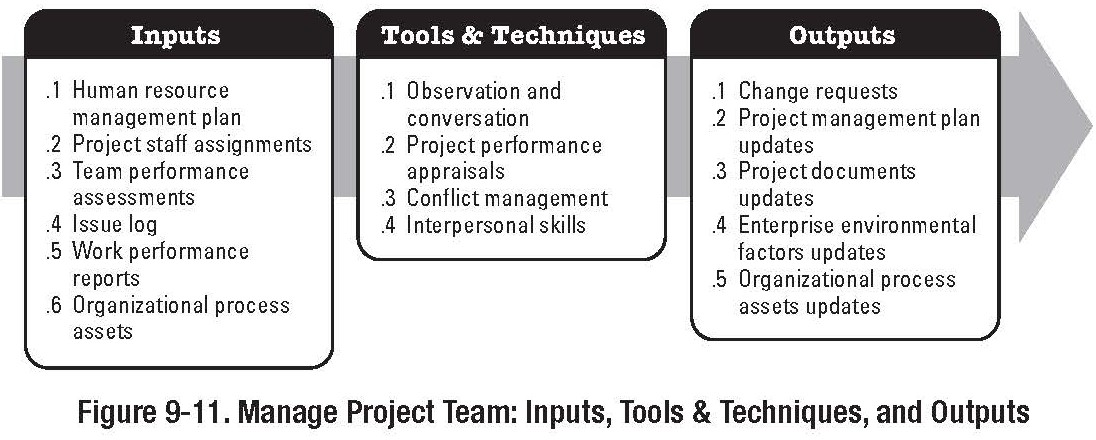 Inputs
.1 Human resource
management plan
.2 Project staff assignments
.3 Team performance
assessments
.4 Issue log
.5 Work performance
reports
.6 Organizational process
assets
Tools & Techniques
.1 Observation and
conversation
.2 Project performance
appraisals
.3 Conflict management
.4 Interpersonal skills
Outputs
.1 Change requests
.2 Project management plan
updates
.3 Project documents
updates
.4 Enterprise environmental
factors updates
.5 Organizational process
assets updates
Figure 9-11. Manage Project Team: Inputs, Tools & Techniques, and Outputs